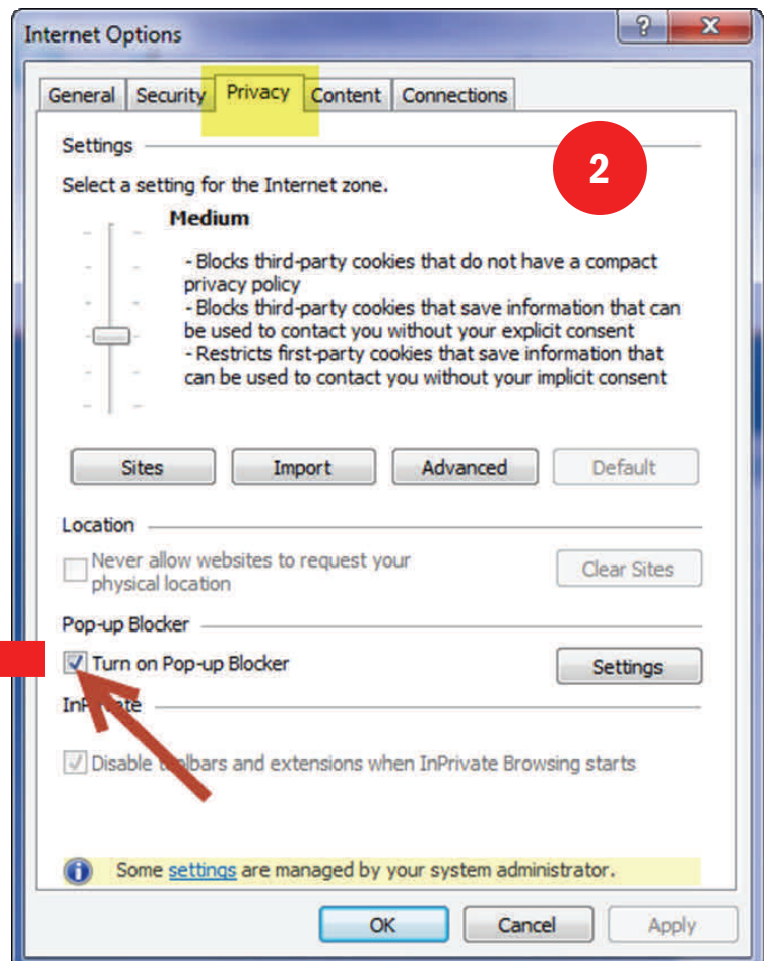 Internet Options
General Security Privacy Content Connections
Settings
2
Select a setting for the Internet zone.
Medium
- Blocks third-party cookies that do not have a compact
privacy policy
- Blocks third-party cookies that save information that can
be used to contact you without your explicit consent
- Restricts first-party cookies that save information that
can be used to contact you without your implicit consent
Sites Import Advanced Default
Location
Never allow websites to request your
physical location
Clear Sites
Pop-up Blocker
Turn on Pop-up Blocker Settings
InPrivate
Disable toolbars and extensions when InPrivate Browsing starts
Some settings are managed by your system administrator.
OK Cancel Apply